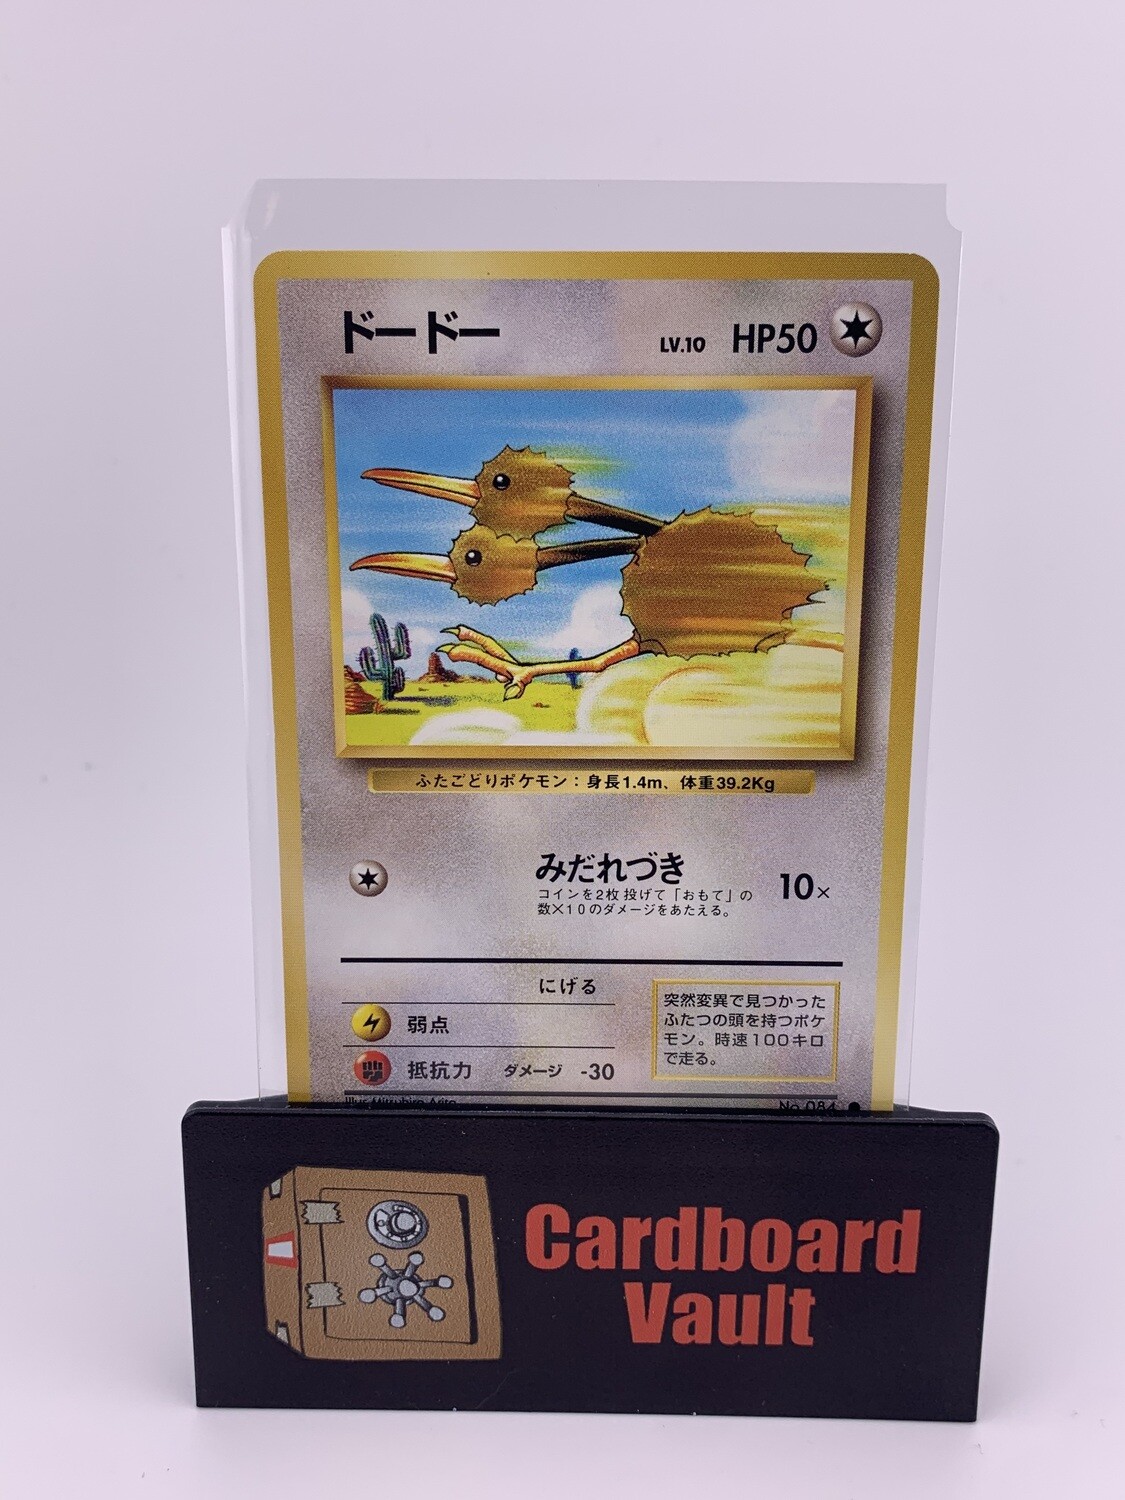 ドードー LV.10 HP50
ふたごどりポケモン：身長1.4m、体重39.2Kg
みだれづき 10×
コインを2枚投げて「おもて」の
数×10のダメージをあたえる。
にげる
弱点
抵抗力 ダメージ -30
突然変異で見つかった
ふたつの頭を持つポケ
モン。時速100キロ
で走る。
Illus. Mitsuhiro Arita No.084
Cardboard
Vault